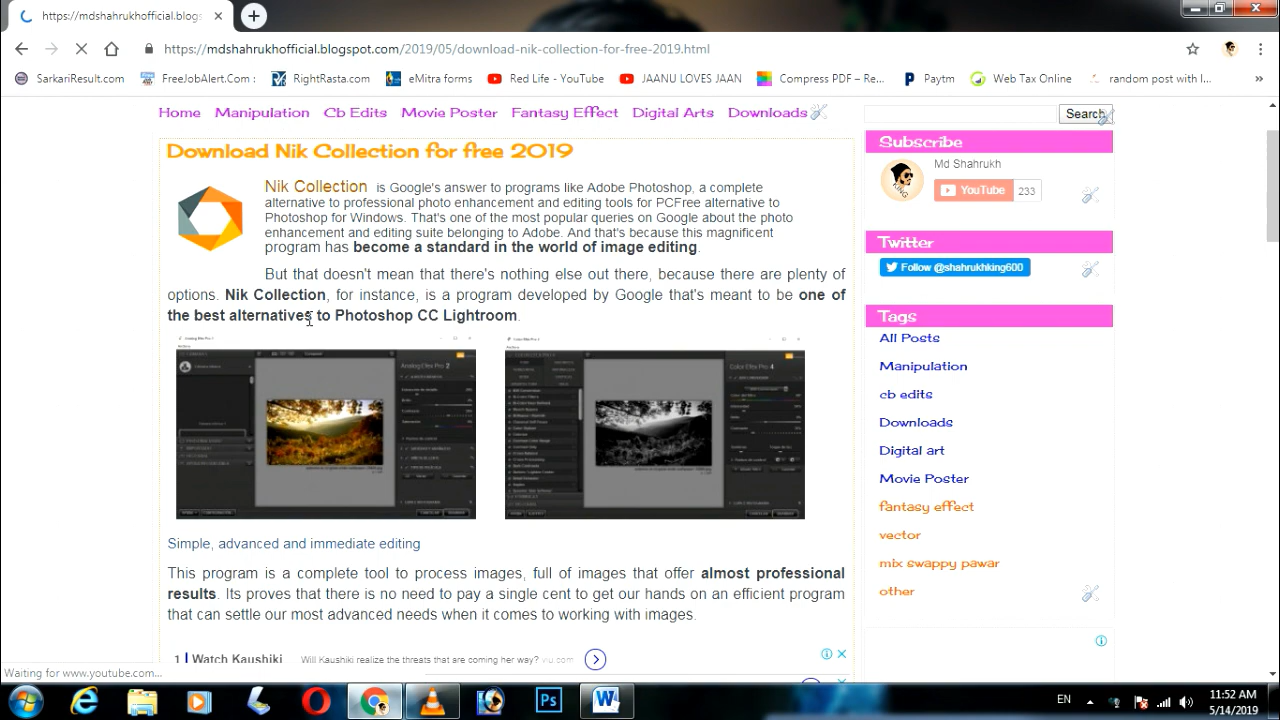 https://mdshahrukhofficial.blogs
https://mdshahrukhofficial.blogspot.com/2019/05/download-nik-collection-for-free-2019.html
SarkariResult.com
FreeJobAlert.Com :
RightRasta.com
eMitra forms
Red Life - YouTube
JAANU LOVES JAAN
Compress PDF – Re...
Paytm
Web Tax Online
random post with l...
»
Home Manipulation Cb Edits Movie Poster Fantasy Effect Digital Arts Downloads
Search
Download Nik Collection for free 2019
Nik Collection is Google's answer to programs like Adobe Photoshop, a complete
access to professional photo enhancement and editing tools for PCFree alternative to
Photoshop for Windows. That's one of the most popular queries on Google about the photo
enhancement and editing suite belonging to Adobe. And that's because this magnificent
program has become a standard in the world of image editing.
But that doesn't mean that there's nothing else out there because there are plenty of
options. Nik Collection, for instance, is a program developed by Google that's meant to be one of
the best alternatives to Photoshop CC Lightroom.
Analog Efex Pro 2
Color Efex Pro 4
Simple, advanced and immediate editing
This program is a complete tool to process images, full of images that offer almost professional
results. Its proves that there is no need to pay a single cent to get our hands on an efficient program
that can settle our most advanced needs when it comes to working with images.
1 Watch Kaushiki Will Kaushiki realize the threats that are coming her way? viu.com
Subscribe
Md Shahrukh
YouTube 233
Twitter
Follow @shahrukhking600
Tags
All Posts
Manipulation
cb edits
Downloads
Digital art
Movie Poster
fantasy effect
vector
mix swappy pawar
other
Waiting for www.youtube.com...
Ps
W
EN
11:52 AM
5/14/2019